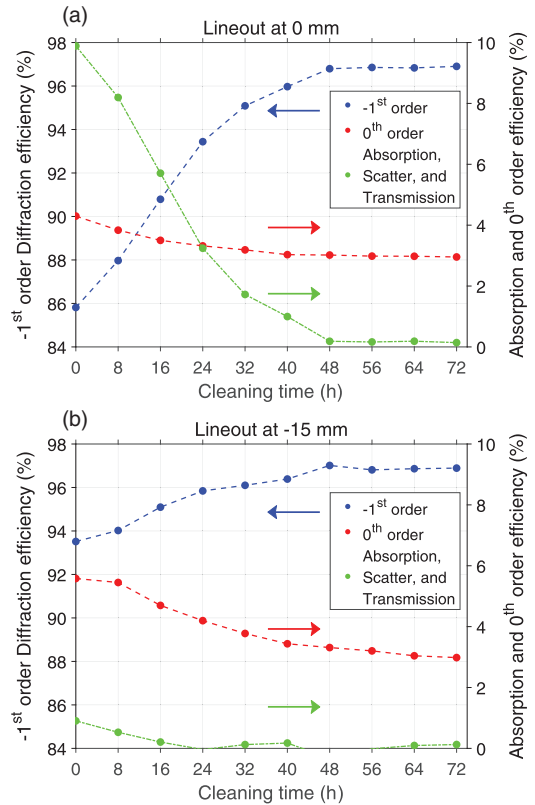 (a)
Lineout at 0 mm
98
96
94
92
90
88
86
84
-1st order Diffraction efficiency (%)
10
8
6
4
2
0
Absorption and 0th order efficiency (%)
-1st order
0th order
Absorption,
Scatter, and
Transmission
0 8 16 24 32 40 48 56 64 72
Cleaning time (h)
(b)
Lineout at -15 mm
98
96
94
92
90
88
86
84
-1st order Diffraction efficiency (%)
10
8
6
4
2
0
Absorption and 0th order efficiency (%)
-1st order
0th order
Absorption,
Scatter, and
Transmission
0 8 16 24 32 40 48 56 64 72
Cleaning time (h)